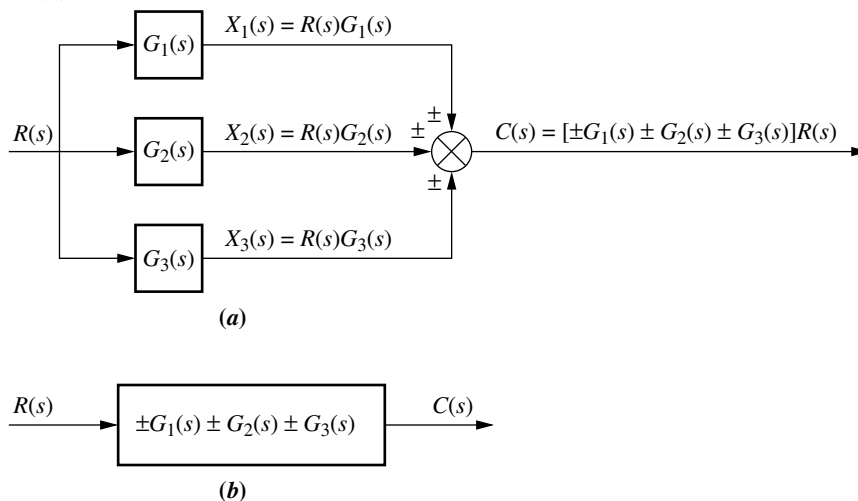 G₁(s)
X₁(s) = R(s)G₁(s)
±
R(s)
G₂(s)
X₂(s) = R(s)G₂(s)
±
C(s) = [±G₁(s) ± G₂(s) ± G₃(s)]R(s)
±
G₃(s)
X₃(s) = R(s)G₃(s)
(a)
R(s)
±G₁(s) ± G₂(s) ± G₃(s)
C(s)
(b)